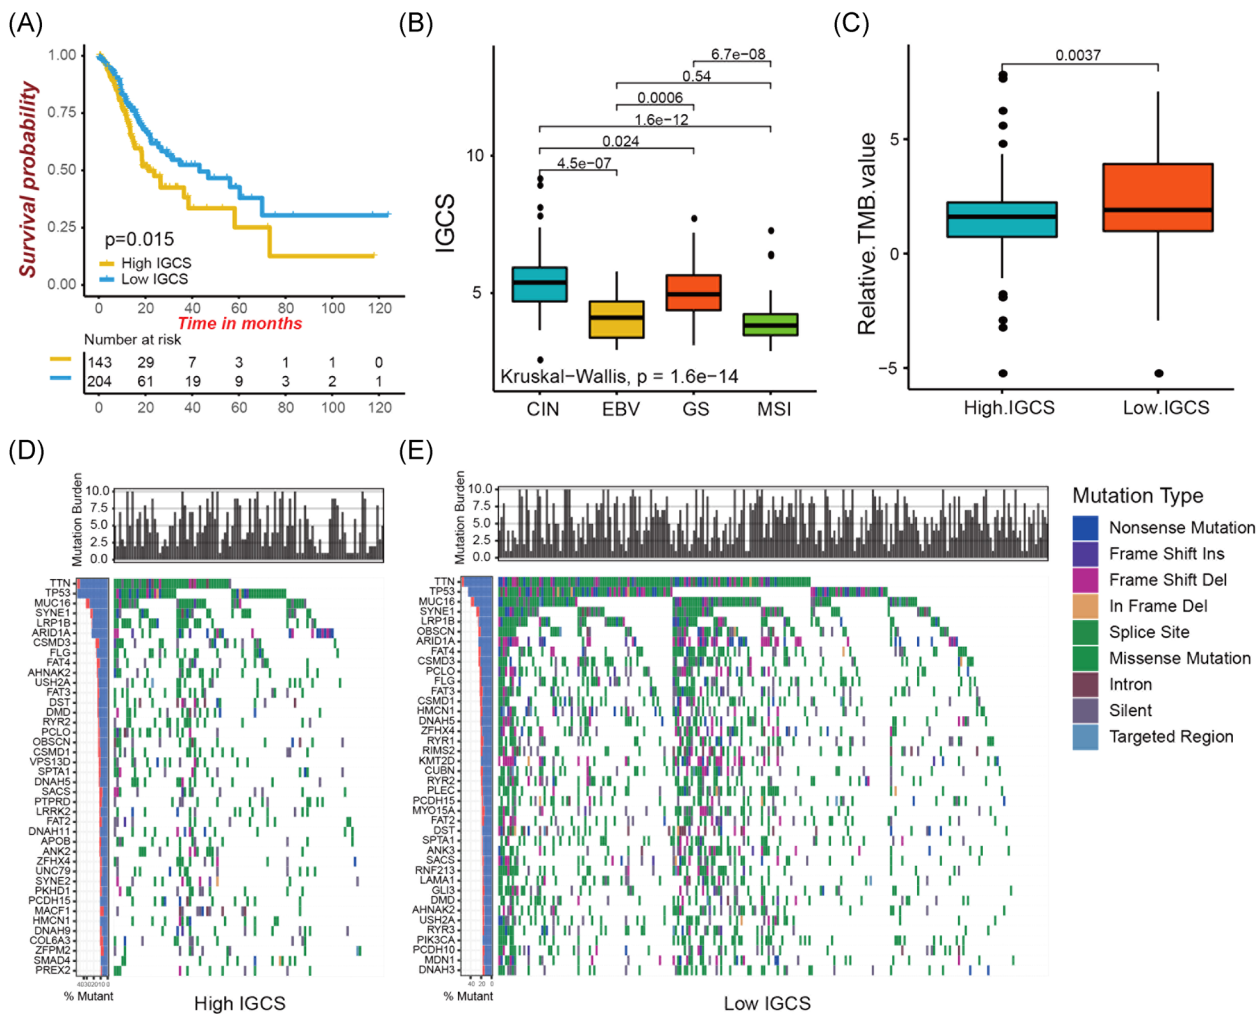 (A)
Survival probability
1.00
0.75
0.50
0.25
0.00
p=0.015
High IGCS
Low IGCS
0 20 40 60 80 100 120
Time in months
Number at risk
143 29 7 3 1 1 0
204 61 19 9 3 2 1
0 20 40 60 80 100 120
(B)
IGCS
10
5
6.7e−08
0.54
0.0006
1.6e−12
0.024
4.5e−07
Kruskal−Wallis, p = 1.6e−14
CIN EBV GS MSI
(C)
Relative.TMB.value
5
0
−5
0.0037
High.IGCS Low.IGCS
(D)
Mutation Burden
10.0
7.5
5.0
2.5
0.0
TTN
TP53
MUC16
SYNE1
LRP1B
ARID1A
CSMD3
FLG
FAT4
AHNAK2
USH2A
FAT3
DST
DMD
RYR2
PCLO
OBSCN
CSMD1
VPS13D
SPTA1
DNAH5
SACS
PTPRD
LRRK2
FAT2
DNAH11
APOB
ANK2
ZFHX4
UNC79
SYNE2
PKHD1
PCDH15
MACF1
HMCN1
DNAH9
COL6A3
ZFPM2
SMAD4
PREX2
40302010 0
% Mutant
High IGCS
(E)
Mutation Burden
10.0
7.5
5.0
2.5
0.0
TTN
TP53
MUC16
SYNE1
LRP1B
OBSCN
ARID1A
FAT4
CSMD3
PCLO
FLG
FAT3
CSMD1
HMCN1
DNAH5
ZFHX4
RYR1
RIMS2
KMT2D
CUBN
RYR2
PLEC
PCDH15
MYO15A
FAT2
DST
SPTA1
ANK3
SACS
RNF213
LAMA1
GLI3
DMD
AHNAK2
USH2A
RYR3
PIK3CA
PCDH10
MDN1
DNAH3
40 20 0
% Mutant
Low IGCS
Mutation Type
Nonsense Mutation
Frame Shift Ins
Frame Shift Del
In Frame Del
Splice Site
Missense Mutation
Intron
Silent
Targeted Region